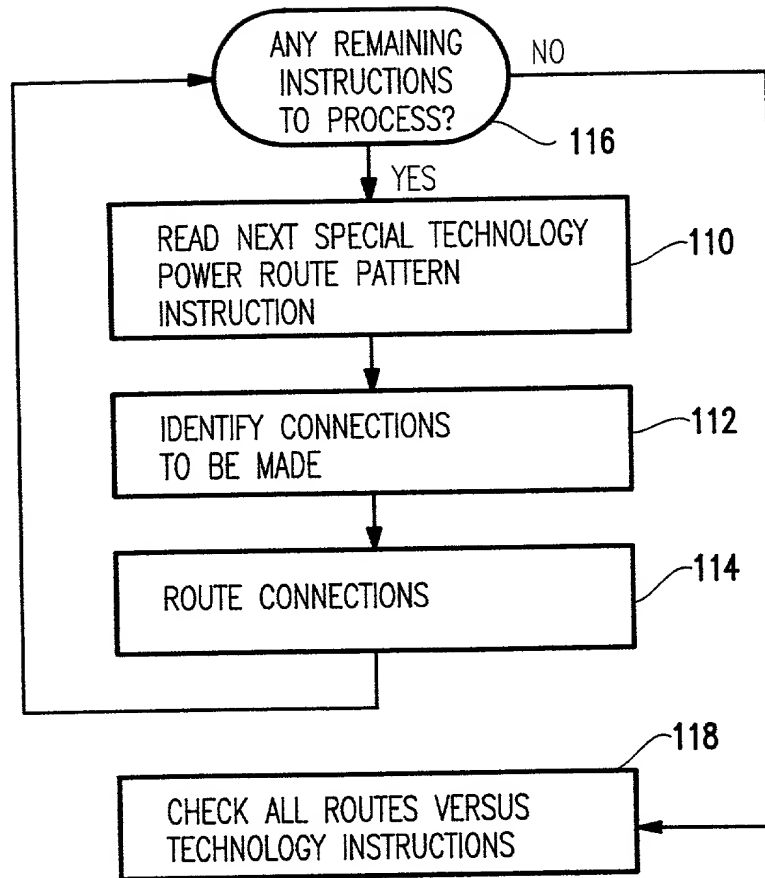 ANY REMAINING
INSTRUCTIONS
TO PROCESS?
NO
116
YES
READ NEXT SPECIAL TECHNOLOGY
POWER ROUTE PATTERN
INSTRUCTION
110
IDENTIFY CONNECTIONS
TO BE MADE
112
ROUTE CONNECTIONS
114
118
CHECK ALL ROUTES VERSUS
TECHNOLOGY INSTRUCTIONS